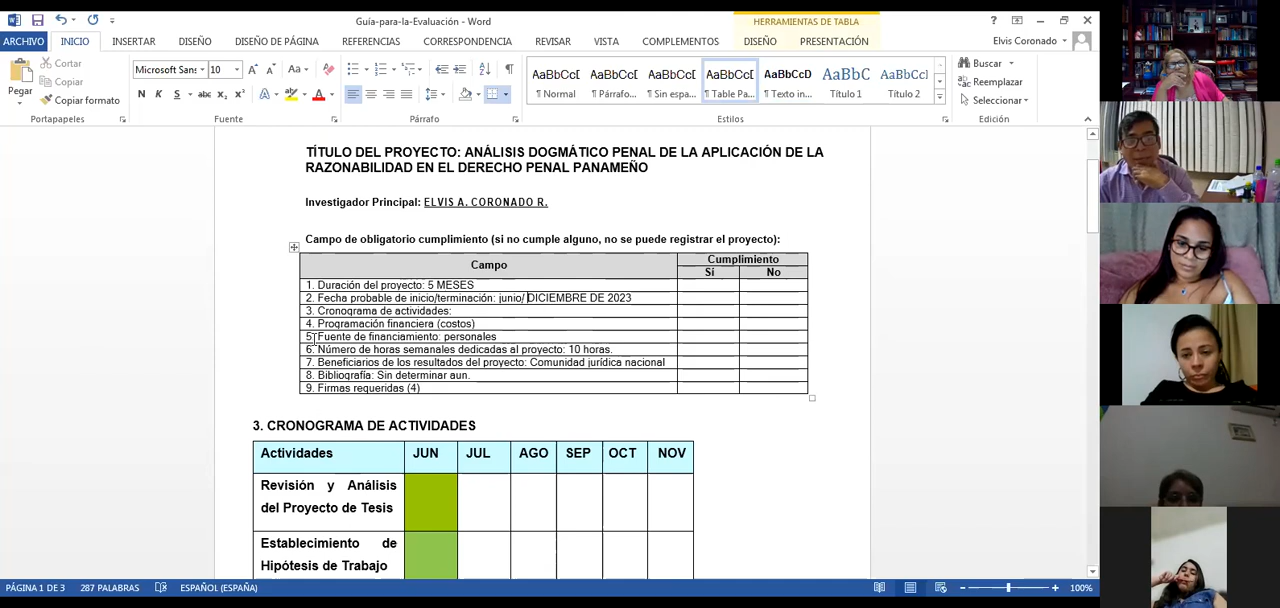 Guía-para-la-Evaluación - Word
HERRAMIENTAS DE TABLA
ARCHIVO INICIO INSERTAR DISEÑO DISEÑO DE PÁGINA REFERENCIAS CORRESPONDENCIA REVISAR VISTA COMPLEMENTOS DISEÑO PRESENTACIÓN Elvis Coronado
Pegar
Cortar
Copiar
Copiar formato
Portapapeles
Microsoft Sans 10
N K S abc x₂ x²
Fuente
Párrafo
AaBbCcD AaBbCcD AaBbCcD AaBbCcD AaBbCcD AaBbC AaBbCcl
¶ Normal ¶ Párrafo... ¶ Sin espa... ¶ Table Pa... ¶ Texto in... Título 1 Título 2
Estilos
Buscar
Reemplazar
Seleccionar
Edición
TÍTULO DEL PROYECTO: ANÁLISIS DOGMÁTICO PENAL DE LA APLICACIÓN DE LA
RAZONABILIDAD EN EL DERECHO PENAL PANAMEÑO
Investigador Principal: ELVIS A. CORONADO R.
Campo de obligatorio cumplimiento (si no cumple alguno, no se puede registrar el proyecto):
Campo Cumplimiento
Sí No
1. Duración del proyecto: 5 MESES
2. Fecha probable de inicio/terminación: junio/ DICIEMBRE DE 2023
3. Cronograma de actividades:
4. Programación financiera (costos)
5. Fuente de financiamiento: personales
6. Número de horas semanales dedicadas al proyecto: 10 horas.
7. Beneficiarios de los resultados del proyecto: Comunidad jurídica nacional
8. Bibliografía: Sin determinar aun.
9. Firmas requeridas (4)
3. CRONOGRAMA DE ACTIVIDADES
Actividades JUN JUL AGO SEP OCT NOV
Revisión y Análisis
del Proyecto de Tesis
Establecimiento de
Hipótesis de Trabajo
PÁGINA 1 DE 3 287 PALABRAS ESPAÑOL (ESPAÑA) 100%